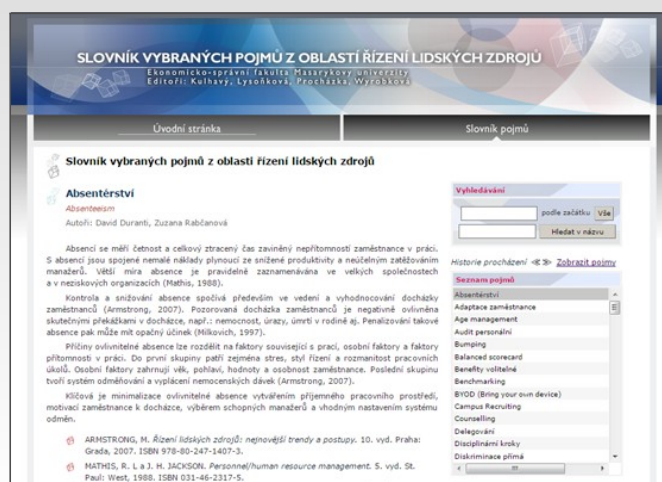 SLOVNÍK VYBRANÝCH POJMŮ Z OBLASTÍ ŘÍZENÍ LIDSKÝCH ZDROJŮ
Ekonomicko-správní fakulta Masarykovy univerzity
Editoři: Kulhavý, Lysoňková, Procházka, Wyrobková
Úvodní stránka
Slovník pojmů
Slovník vybraných pojmů z oblasti řízení lidských zdrojů
Absentérství
Absenteeism
Autoři: David Duranti, Zuzana Rabčanová
Absencí se měří četnost a celkový ztracený čas zaviněný nepřítomností zaměstnance v práci.
S absencí jsou spojené nemalé náklady plynoucí ze snížené produktivity a neúčelným zatěžováním
manažerů. Větší míra absence je pravidelně zaznamenávána ve velkých společnostech
a v neziskových organizacích (Mathis, 1988).
Kontrola a snižování absence spočívá především ve vedení a vyhodnocování docházky
zaměstnanců (Armstrong, 2007). Pozorovaná docházka zaměstnanců je negativně ovlivněna
skutečnými překážkami v docházce, např.: nemocnost, úrazy, úmrtí v rodině aj. Penalizování takové
absence pak může mít opačný účinek (Milkovich, 1997).
Příčiny ovlivnitelné absence lze rozdělit na faktory související s prací, osobní faktory a faktory
přítomnosti v práci. Do první skupiny patří zejména stres, styl řízení a rozmanitost pracovních
úkolů. Osobní faktory zahrnují věk, pohlaví, hodnoty a osobnost zaměstnance. Poslední skupinu
tvoří systém odměňování a vyplácení nemocenských dávek (Armstrong, 2007).
Klíčová je minimalizace ovlivnitelné absence vytvářením příjemného pracovního prostředí,
motivací zaměstnance k docházce, výběrem schopných manažerů a vhodným nastavením systému
odměn.
ARMSTRONG, M. Řízení lidských zdrojů: nejnovější trendy a postupy. 10. vyd. Praha:
Grada, 2007. ISBN 978-80-247-1407-3.
MATHIS, R. L a J. H. JACKSON. Personnel/human resource management. 5. vyd. St.
Paul: West, 1988. ISBN 031-46-2317-5.
Vyhledávání
podle začátku
Vše
Hledat v názvu
Historie procházení
Zobrazit pojmy
Seznam pojmů
Absentérství
Adaptace zaměstnance
Age management
Audit personální
Bumping
Balanced scorecard
Benefity volitelné
Benchmarking
BYOD (Bring your own device)
Campus Recruiting
Counselling
Delegování
Disciplinární kroky
Diskriminace přímá